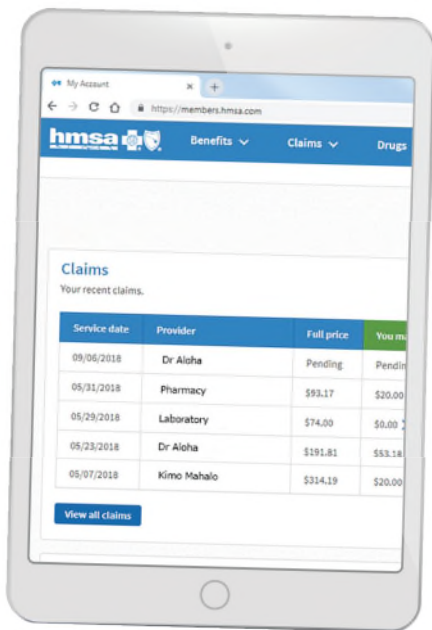 My Account
https://members.hmsa.com
hmsa Benefits Claims Drugs
Claims
Your recent claims.
Service date Provider Full price You ma
09/06/2018 Dr Aloha Pending Pendin
05/31/2018 Pharmacy $93.17 $20.00
05/29/2018 Laboratory $74.00 $0.00
05/23/2018 Dr Aloha $191.81 $53.18
05/07/2018 Kimo Mahalo $314.19 $20.00
View all claims